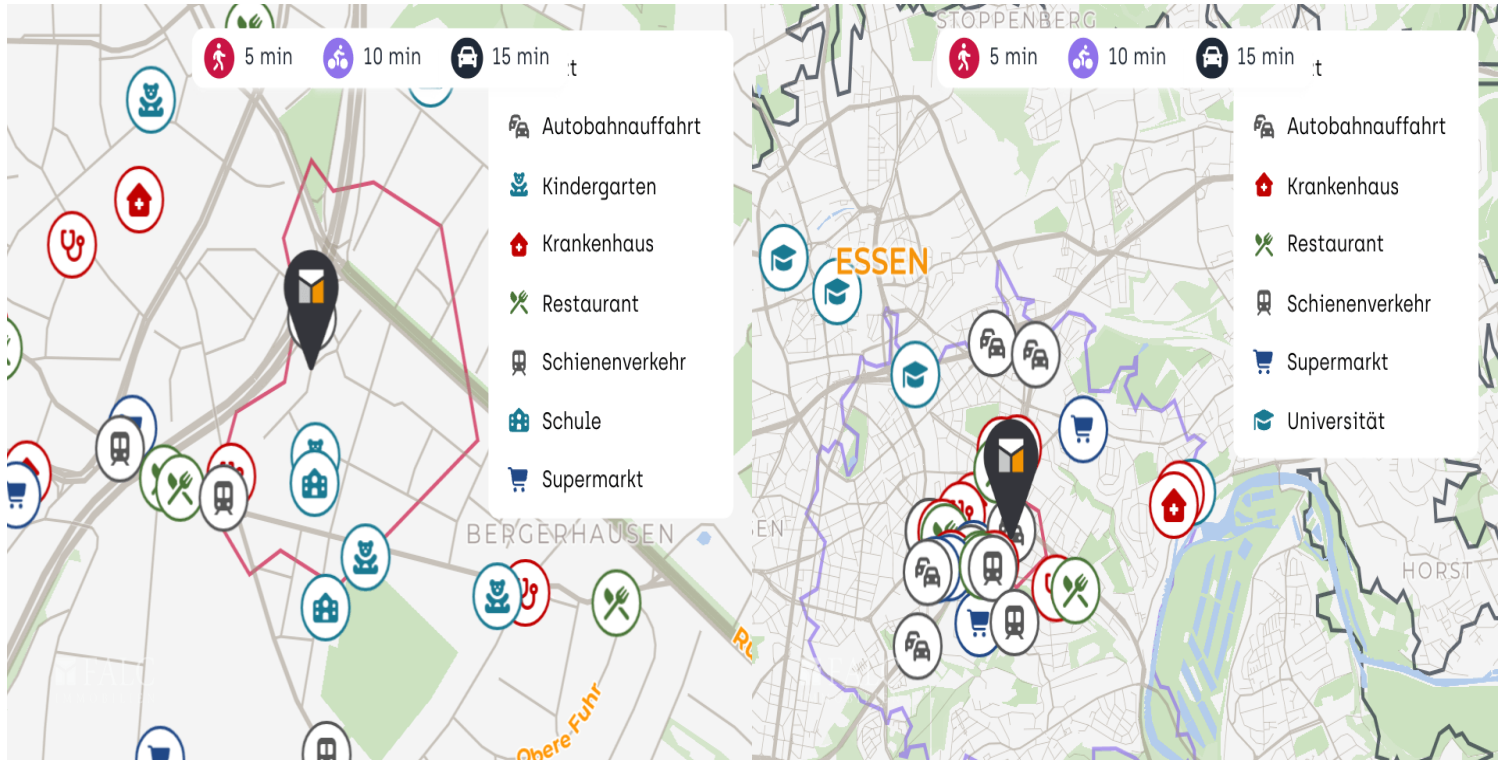 5 min
10 min
15 min
Autobahnauffahrt
Kindergarten
Krankenhaus
Restaurant
Schienenverkehr
Schule
Supermarkt
BERGERHAUSEN
Obere-Fuhr
FALC
STOPPENBERG
5 min
10 min
15 min
Autobahnauffahrt
Krankenhaus
Restaurant
Schienenverkehr
Supermarkt
Universität
ESSEN
HORST